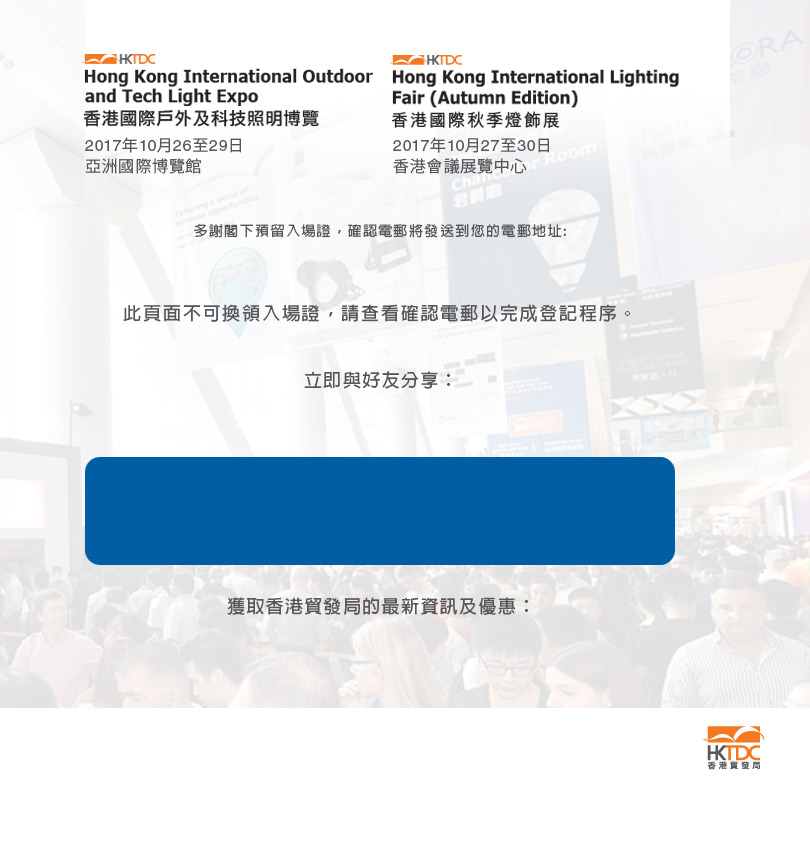 HKTDC
Hong Kong International Outdoor
and Tech Light Expo
香港國際戶外及科技照明博覽
2017年10月26至29日
亞洲國際博覽館
HKTDC
Hong Kong International Lighting
Fair (Autumn Edition)
香港國際秋季燈飾展
2017年10月27至30日
香港會議展覽中心
多謝閣下預留入場證，確認電郵將發送到您的電郵地址:
此頁面不可換領入場證，請查看確認電郵以完成登記程序。
立即與好友分享：
獲取香港貿發局的最新資訊及優惠：
HKTDC
香港貿發局